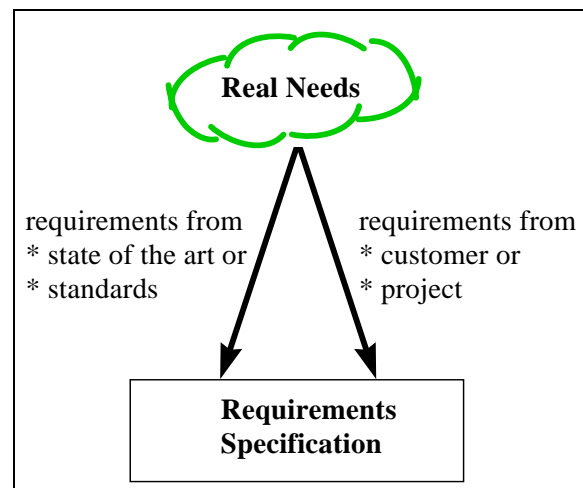 Real Needs
requirements from
* state of the art or
* standards
requirements from
* customer or
* project
Requirements
Specification